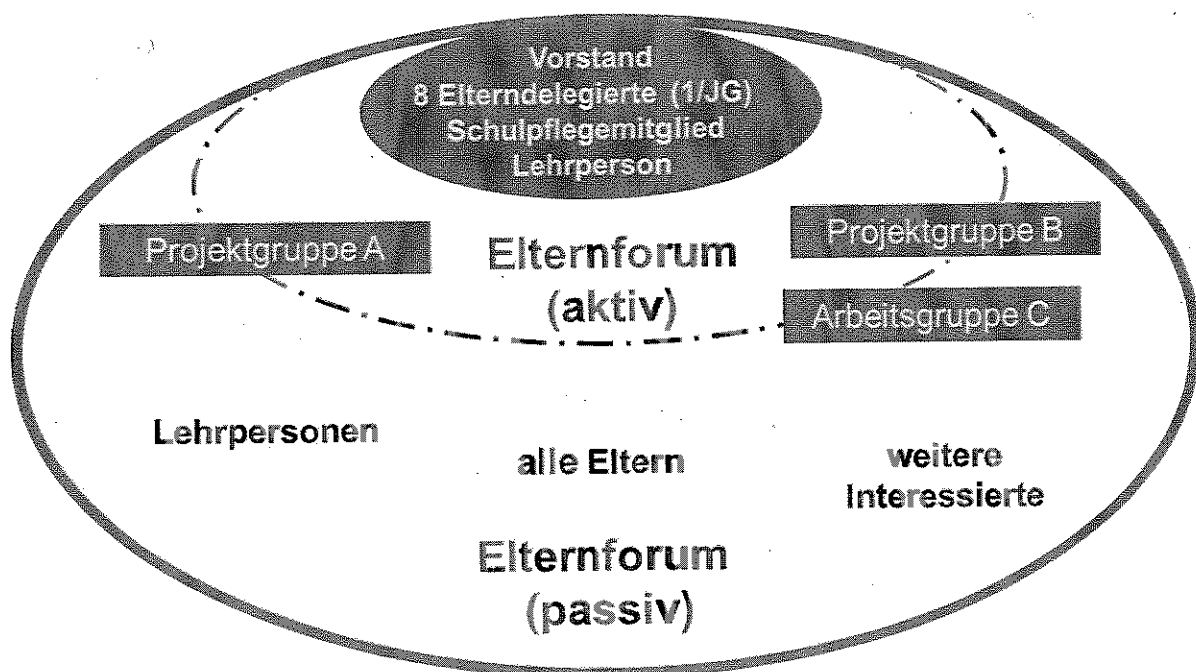 Vorstand
8 Elterndelegierte (1/JG)
Schulpflegemitglied
Lehrperson
Projektgruppe A
Elternforum
(aktiv)
Projektgruppe B
Arbeitsgruppe C
Lehrpersonen
alle Eltern
weitere
Interessierte
Elternforum
(passiv)